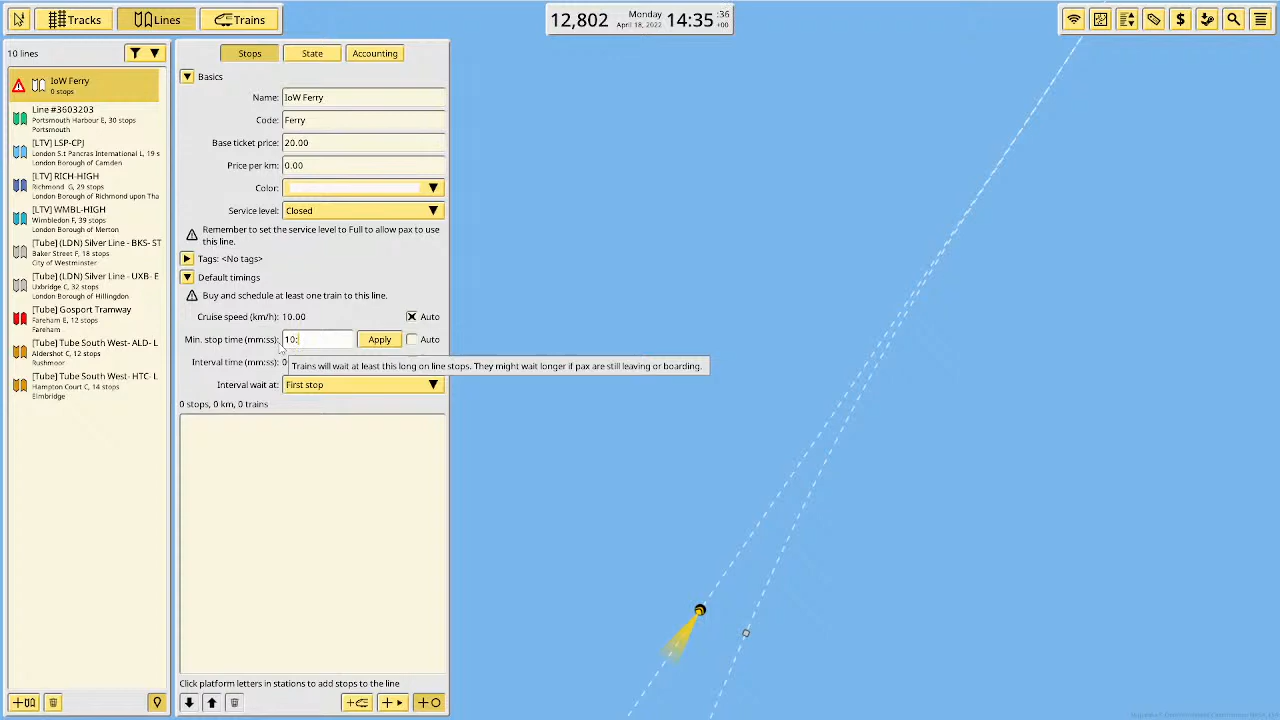 Tracks
Lines
Trains
12,802
Monday
April 18, 2022
14:35
:36
+00
$
10 lines
IoW Ferry
0 stops
Line #3603203
Portsmouth Harbour E, 30 stops
Portsmouth
[LTV] LSP-CPJ
London S.t Pancras International L, 19 s
London Borough of Camden
[LTV] RICH-HIGH
Richmond G, 29 stops
London Borough of Richmond upon Tha
[LTV] WMBL-HIGH
Wimbledon F, 39 stops
London Borough of Merton
[Tube] (LDN) Silver Line - BKS- ST
Baker Street F, 18 stops
City of Westminster
[Tube] (LDN) Silver Line - UXB- E
Uxbridge C, 32 stops
London Borough of Hillingdon
[Tube] Gosport Tramway
Fareham E, 12 stops
Fareham
[Tube] Tube South West- ALD- L
Aldershot C, 12 stops
Rushmoor
[Tube] Tube South West- HTC- L
Hampton Court C, 14 stops
Elmbridge
Stops
State
Accounting
Basics
Name: IoW Ferry
Code: Ferry
Base ticket price: 20.00
Price per km: 0.00
Color:
Service level: Closed
Remember to set the service level to Full to allow pax to use
this line.
Tags: <No tags>
Default timings
Buy and schedule at least one train to this line.
Cruise speed (km/h): 10.00 Auto
Min. stop time (mm:ss): 10: Apply Auto
Interval time (mm:ss): 0
Trains will wait at least this long on line stops. They might wait longer if pax are still leaving or boarding.
Interval wait at: First stop
0 stops, 0 km, 0 trains
Click platform letters in stations to add stops to the line